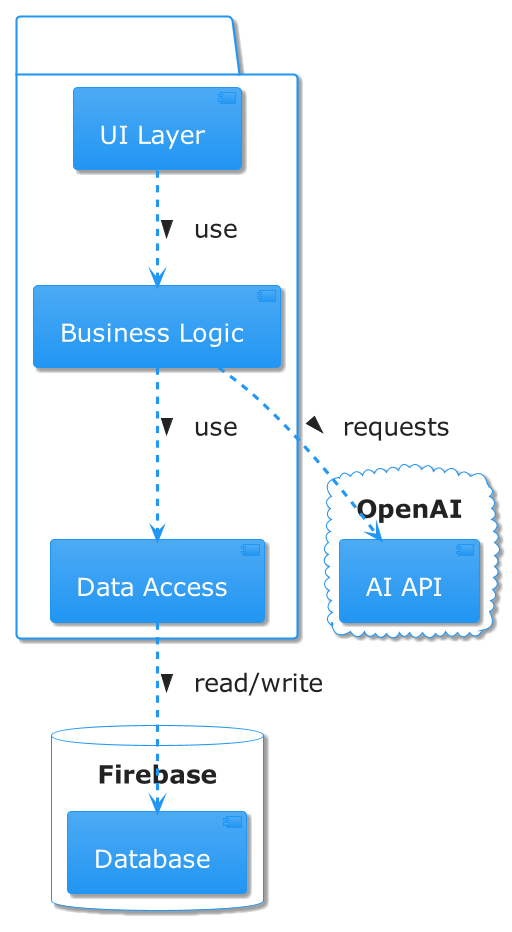 UI Layer
use
Business Logic
use
requests
OpenAI
Data Access
AI API
read/write
Firebase
Database